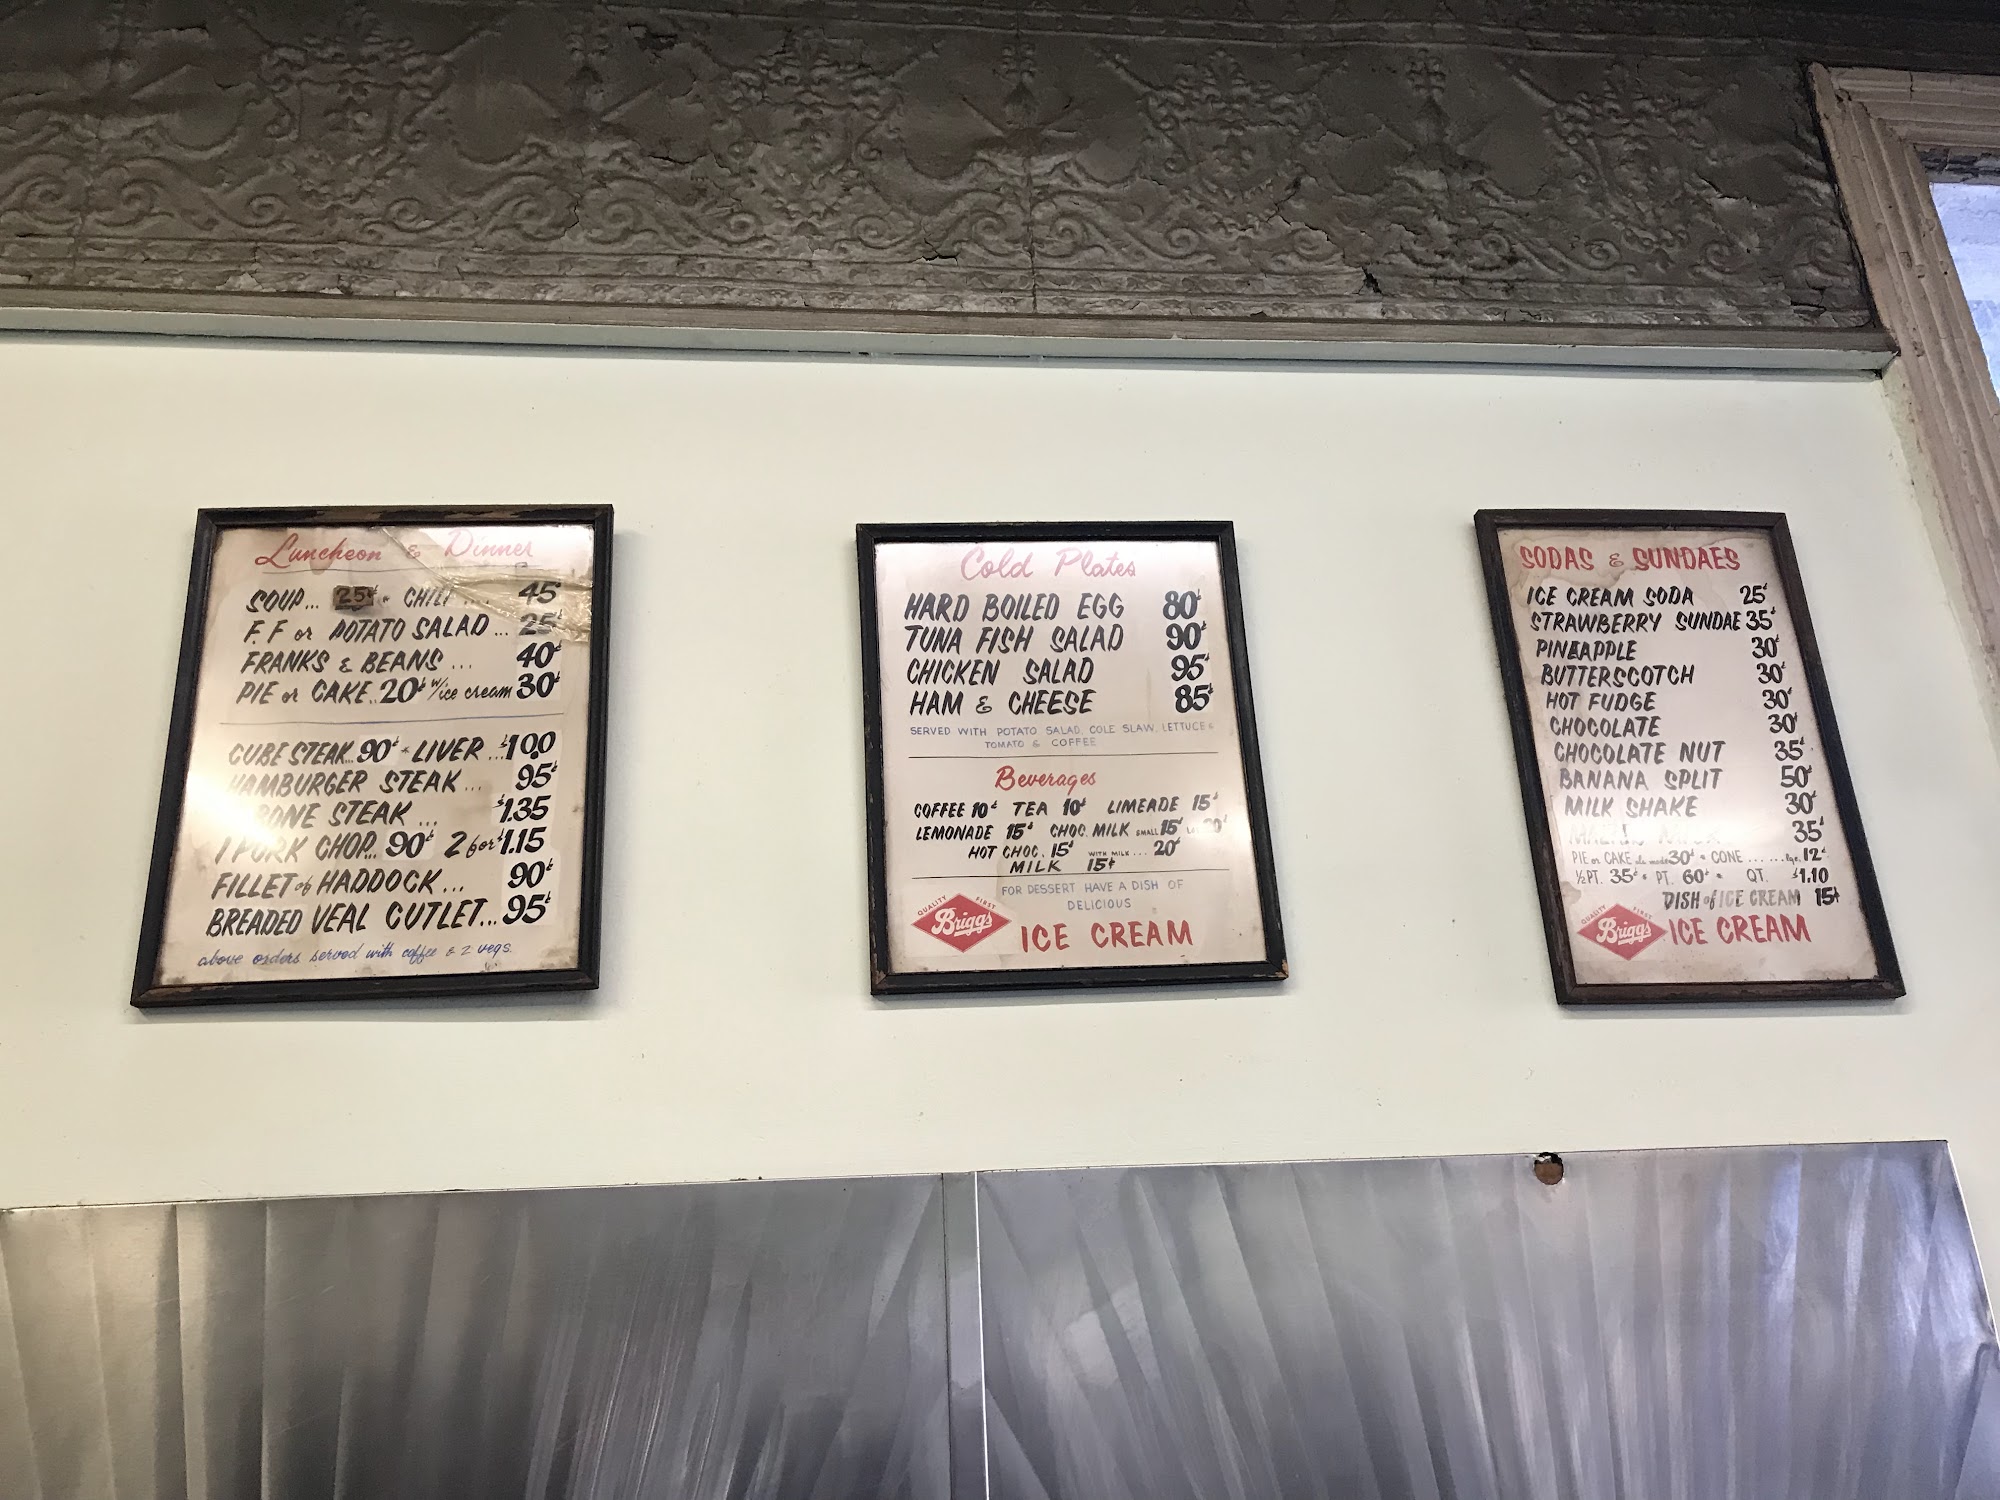 Luncheon & Dinner
SOUP... 25¢ • CHILI .... 45
F.F or POTATO SALAD... 25¢
FRANKS & BEANS ... 40¢
PIE or CAKE.. 20¢ w/ice cream 30¢
CUBE STEAK... 90¢ • LIVER ...$1.00
HAMBURGER STEAK ... 95¢
BONE STEAK ... $1.35
1 PORK CHOP... 90¢ 2 for $1.15
FILLET of HADDOCK... 90¢
BREADED VEAL CUTLET... 95¢
above orders served with coffee & 2 vegs.
Cold Plates
HARD BOILED EGG 80¢
TUNA FISH SALAD 90¢
CHICKEN SALAD 95¢
HAM & CHEESE 85¢
SERVED WITH POTATO SALAD, COLE SLAW, LETTUCE &
TOMATO & COFFEE
Beverages
COFFEE 10¢ TEA 10¢ LIMEADE 15¢
LEMONADE 15¢ CHOC. MILK SMALL 15¢ 20¢
HOT CHOC. 15¢ WITH MILK... 20¢
MILK 15¢
FOR DESSERT HAVE A DISH OF
DELICIOUS
QUALITY FIRST
Briggs
ICE CREAM
SODAS & SUNDAES
ICE CREAM SODA 25¢
STRAWBERRY SUNDAE 35¢
PINEAPPLE 30¢
BUTTERSCOTCH 30¢
HOT FUDGE 30¢
CHOCOLATE 30¢
CHOCOLATE NUT 35¢
BANANA SPLIT 50¢
MILK SHAKE 30¢
35¢
PIE or CAKE ala mode 30¢ • CONE ...... lge. 12¢
½ PT. 35¢ • PT. 60¢ • QT. $1.10
DISH of ICE CREAM 15¢
QUALITY FIRST
Briggs
ICE CREAM